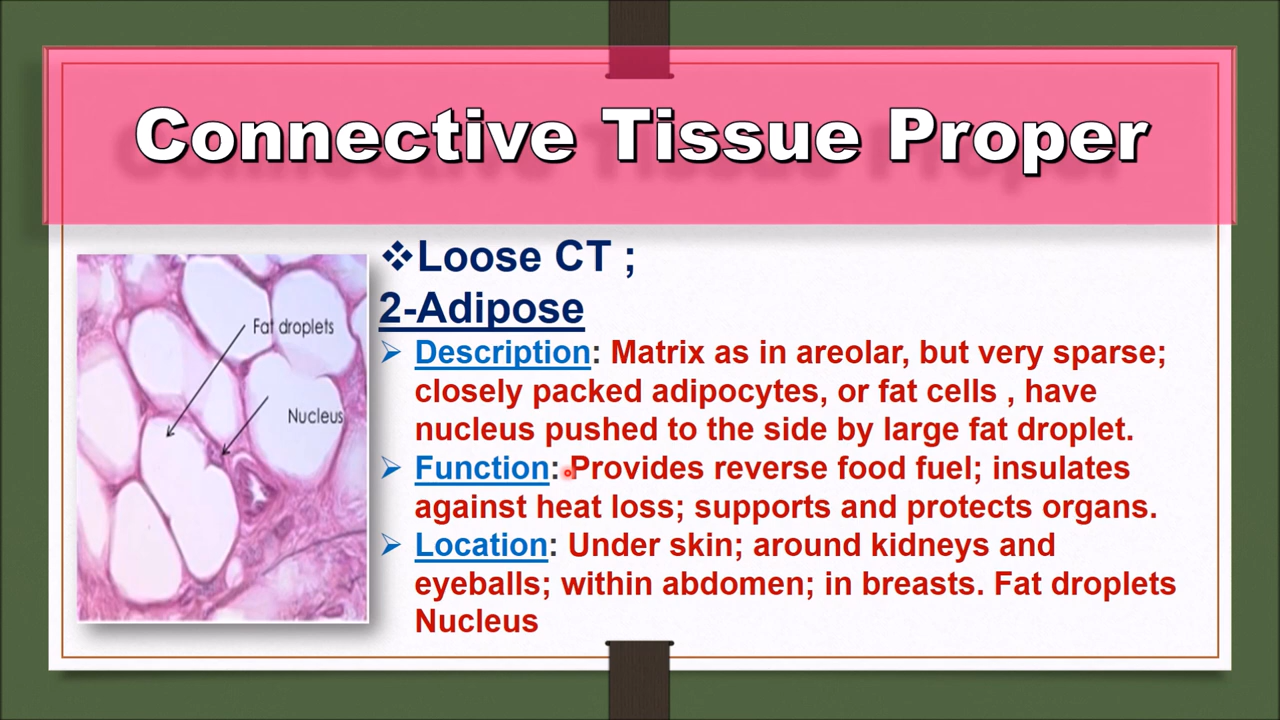 Connective Tissue Proper
❖Loose CT ;
2-Adipose
➢ Description: Matrix as in areolar, but very sparse;
closely packed adipocytes, or fat cells , have
nucleus pushed to the side by large fat droplet.
➢ Function: Provides reverse food fuel; insulates
against heat loss; supports and protects organs.
➢ Location: Under skin; around kidneys and
eyeballs; within abdomen; in breasts. Fat droplets
Nucleus
Fat droplets
Nucleus